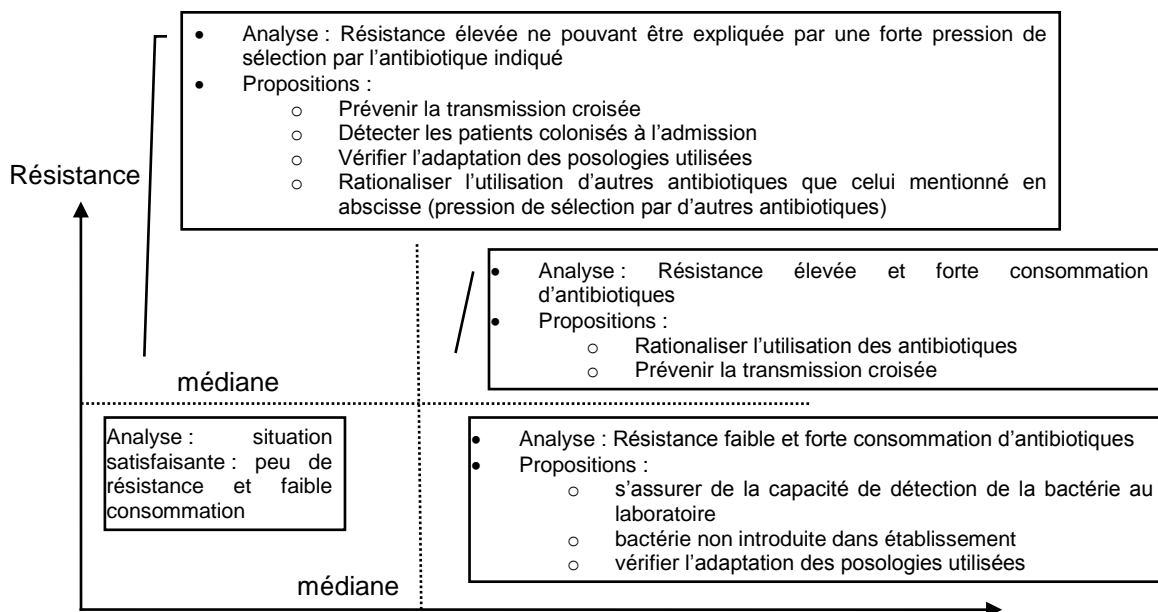 • Analyse : Résistance élevée ne pouvant être expliquée par une forte pression de
sélection par l’antibiotique indiqué
• Propositions :
o Prévenir la transmission croisée
o Détecter les patients colonisés à l’admission
o Vérifier l’adaptation des posologies utilisées
o Rationaliser l’utilisation d’autres antibiotiques que celui mentionné en
abscisse (pression de sélection par d’autres antibiotiques)
Résistance
• Analyse : Résistance élevée et forte consommation
d’antibiotiques
• Propositions :
o Rationaliser l’utilisation des antibiotiques
o Prévenir la transmission croisée
médiane
Analyse : situation
satisfaisante : peu de
résistance et faible
consommation
• Analyse : Résistance faible et forte consommation d’antibiotiques
• Propositions :
o s’assurer de la capacité de détection de la bactérie au
laboratoire
o bactérie non introduite dans établissement
o vérifier l’adaptation des posologies utilisées
médiane